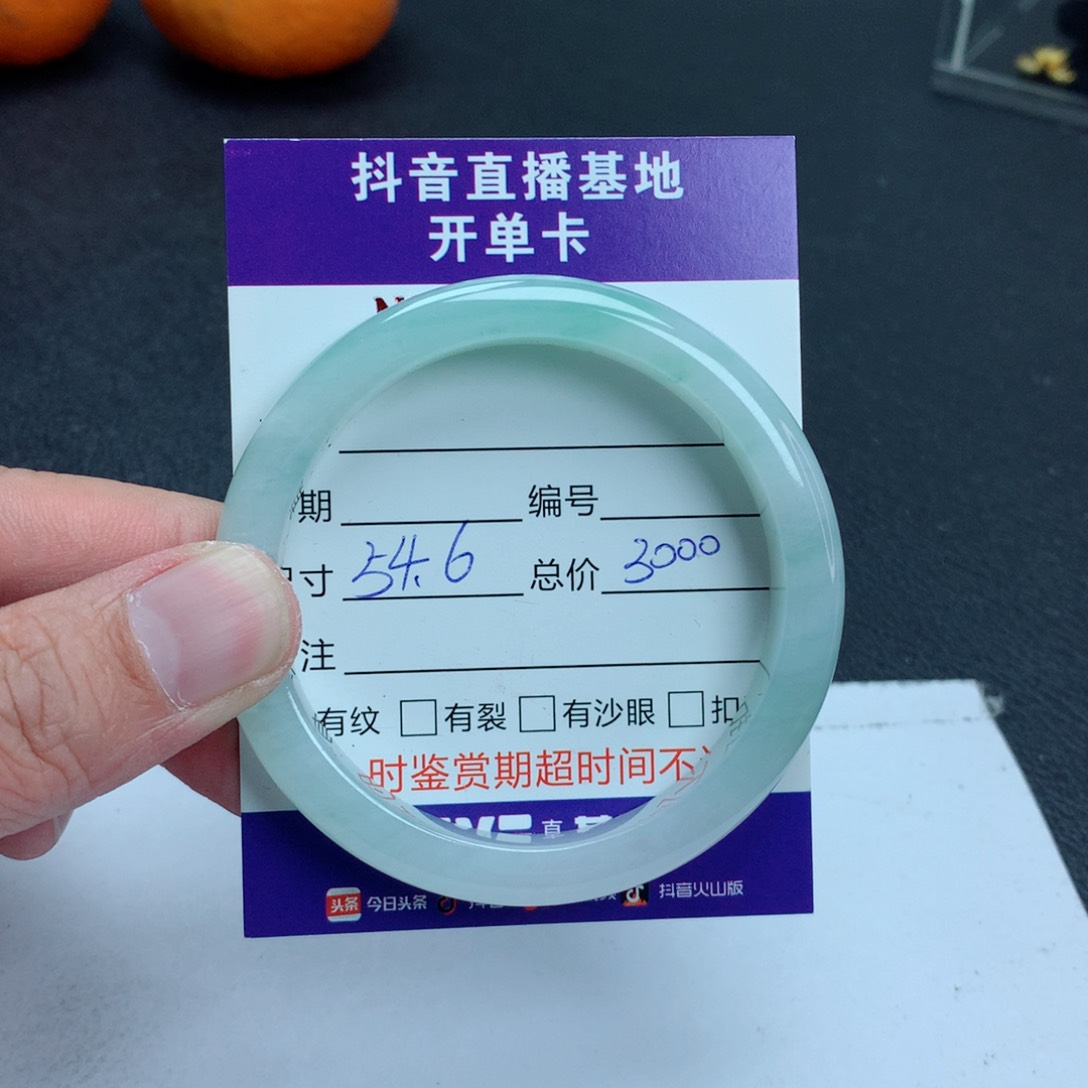 抖音直播基地
开单卡
期 编号
寸 54.6 总价 3000
注
有纹 有裂 有沙眼 扣
时鉴赏期超时间不
头条 今日头条 抖音火山版